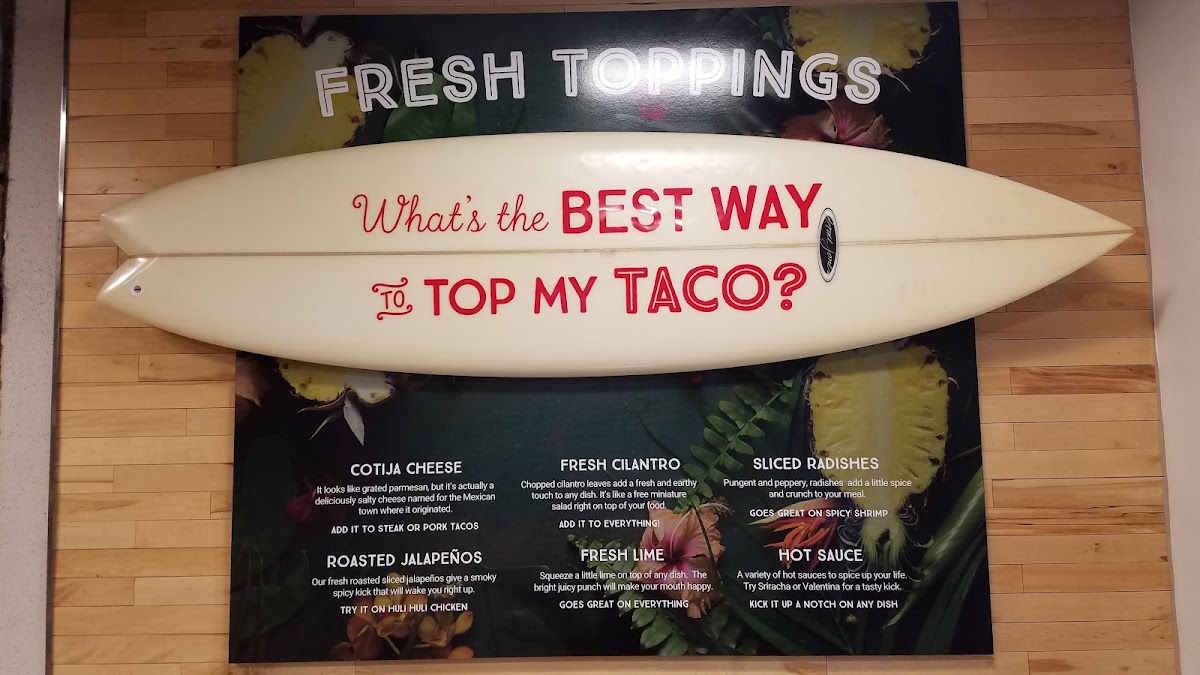 FRESH TOPPINGS
What's the BEST WAY
TO TOP MY TACO?
COTIJA CHEESE
It looks like grated parmesan, but it's actually a
deliciously salty cheese named for the Mexican
town where it originated.
ADD IT TO STEAK OR PORK TACOS
FRESH CILANTRO
Chopped cilantro leaves add a fresh and earthy
touch to any dish. It's like a free miniature
salad right on top of your food.
ADD IT TO EVERYTHING!
SLICED RADISHES
Pungent and peppery, radishes add a little spice
and crunch to your meal.
GOES GREAT ON SPICY SHRIMP
ROASTED JALAPEÑOS
Our fresh roasted sliced jalapeños give a smoky
spicy kick that will wake you right up.
TRY IT ON HULI HULI CHICKEN
FRESH LIME
Squeeze a little lime on top of any dish. The
bright juicy punch will make your mouth happy.
GOES GREAT ON EVERYTHING
HOT SAUCE
A variety of hot sauces to spice up your life.
Try Sriracha or Valentina for a tasty kick.
KICK IT UP A NOTCH ON ANY DISH